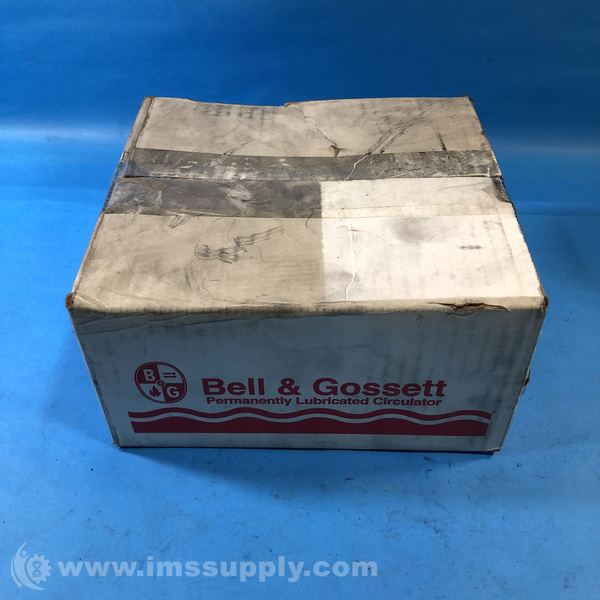 B
G
Bell & Gossett
Permanently Lubricated Circulator
www.imssupply.com